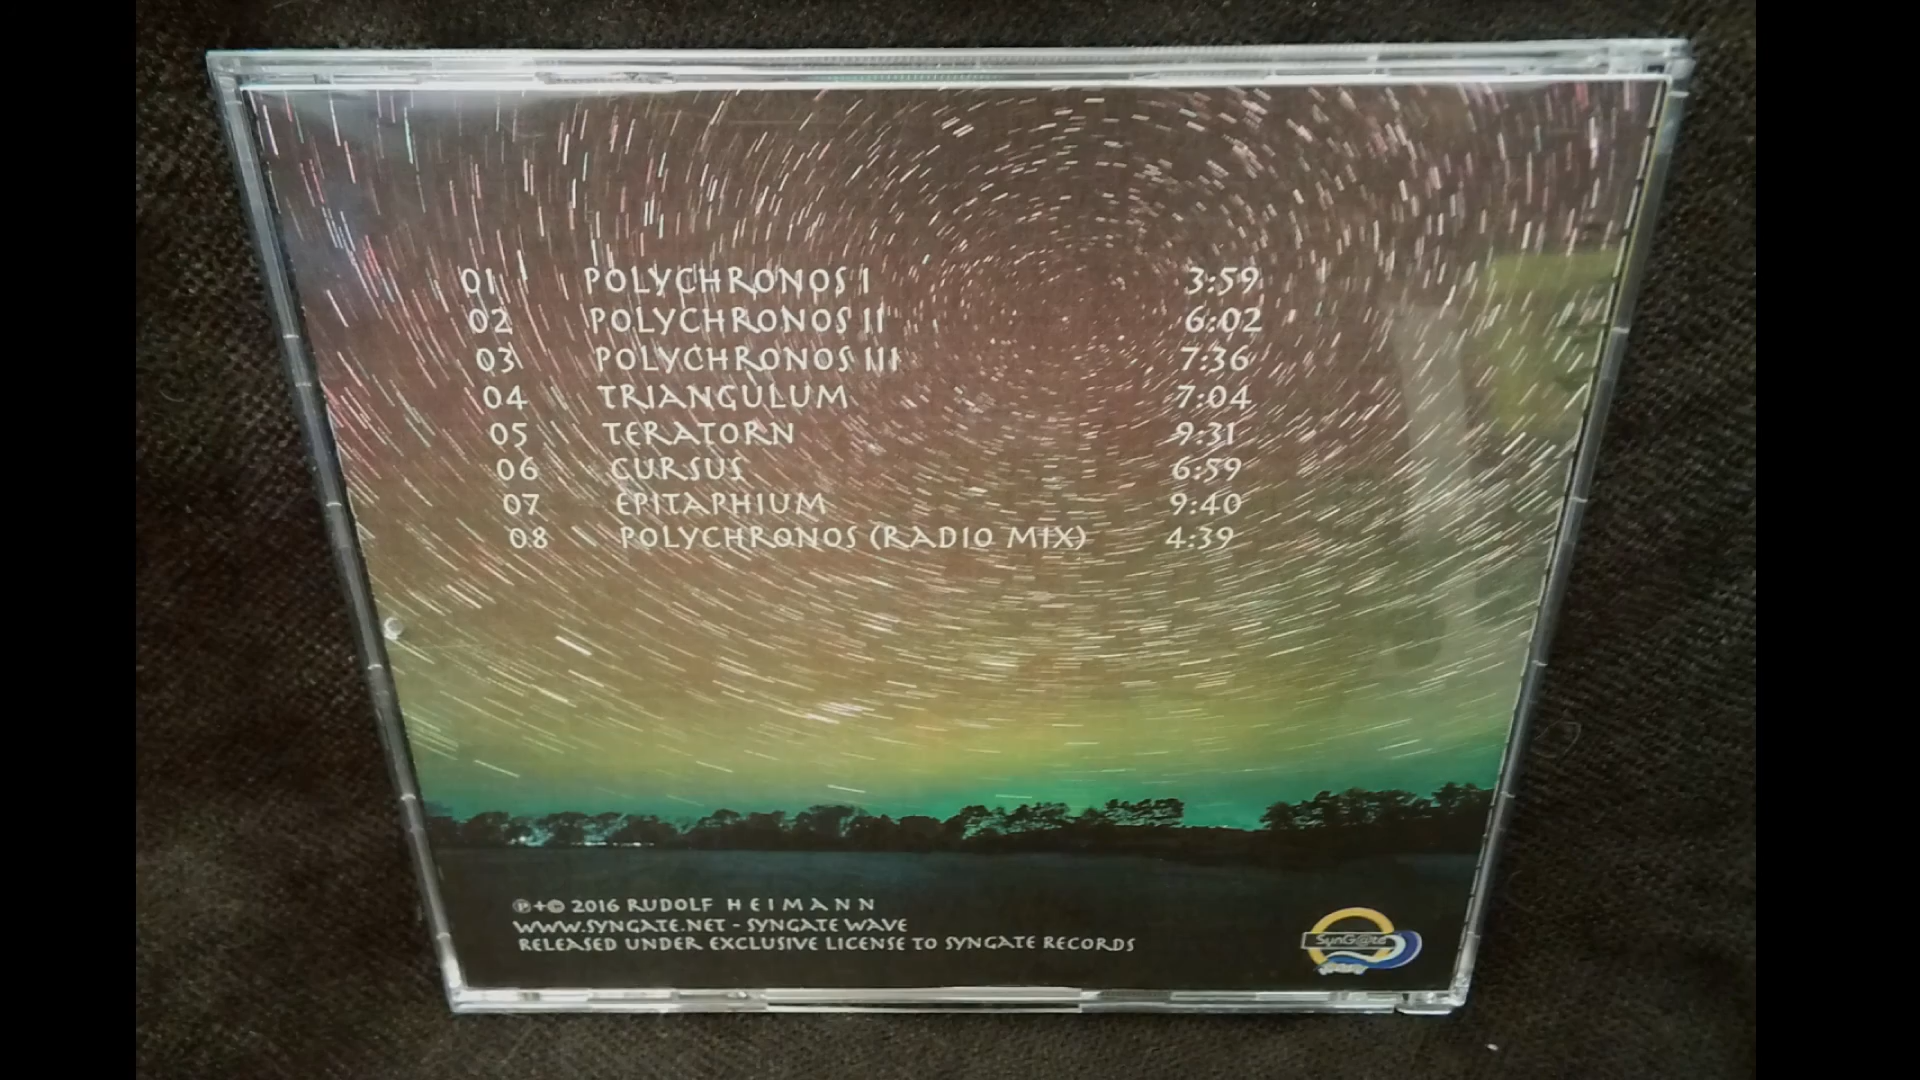 01 POLYCHRONOS I 3:59
02 POLYCHRONOS II 6:02
03 POLYCHRONOS III 7:36
04 TRIANGULUM 7:04
05 TERATORN 9:31
06 CURSUS 6:59
07 EPITAPHIUM 9:40
08 POLYCHRONOS (RADIO MIX) 4:39
℗+© 2016 RUDOLF HEIMANN
WWW.SYNGATE.NET - SYNGATE WAVE
RELEASED UNDER EXCLUSIVE LICENSE TO SYNGATE RECORDS
SynG@te